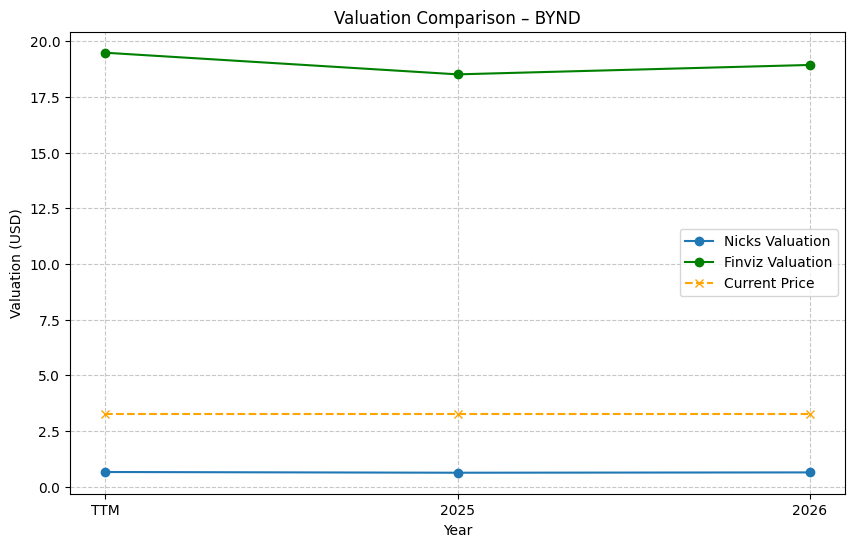 Valuation Comparison – BYND
20.0
17.5
15.0
12.5
10.0
7.5
5.0
2.5
0.0
Valuation (USD)
Nicks Valuation
Finviz Valuation
Current Price
TTM
2025
2026
Year